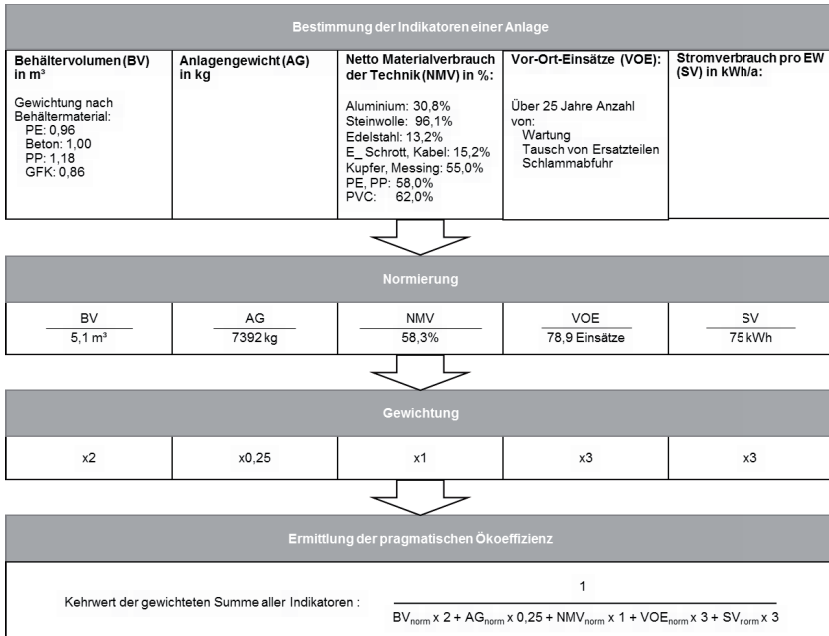 Bestimmung der Indikatoren einer Anlage
Behältervolumen (BV)
in m³
Gewichtung nach
Behältermaterial:
PE: 0,96
Beton: 1,00
PP: 1,18
GFK: 0,86
Anlagengewicht (AG)
in kg
Netto Materialverbrauch
der Technik (NMV) in %:
Aluminium: 30,8%
Steinwolle: 96,1%
Edelstahl: 13,2%
E_ Schrott, Kabel: 15,2%
Kupfer, Messing: 55,0%
PE, PP: 58,0%
PVC: 62,0%
Vor-Ort-Einsätze (VOE):
Über 25 Jahre Anzahl
von:
Wartung
Tausch von Ersatzteilen
Schlammabfuhr
Stromverbrauch pro EW
(SV) in kWh/a:
Normierung
BV
5,1 m³
AG
7392 kg
NMV
58,3%
VOE
78,9 Einsätze
SV
75 kWh
Gewichtung
x2
x0,25
x1
x3
x3
Ermittlung der pragmatischen Ökoeffizienz
Kehrwert der gewichteten Summe aller Indikatoren :
1
BVnorm x 2 + AGnorm x 0,25 + NMVnorm x 1 + VOEnorm x 3 + SVnorm x 3